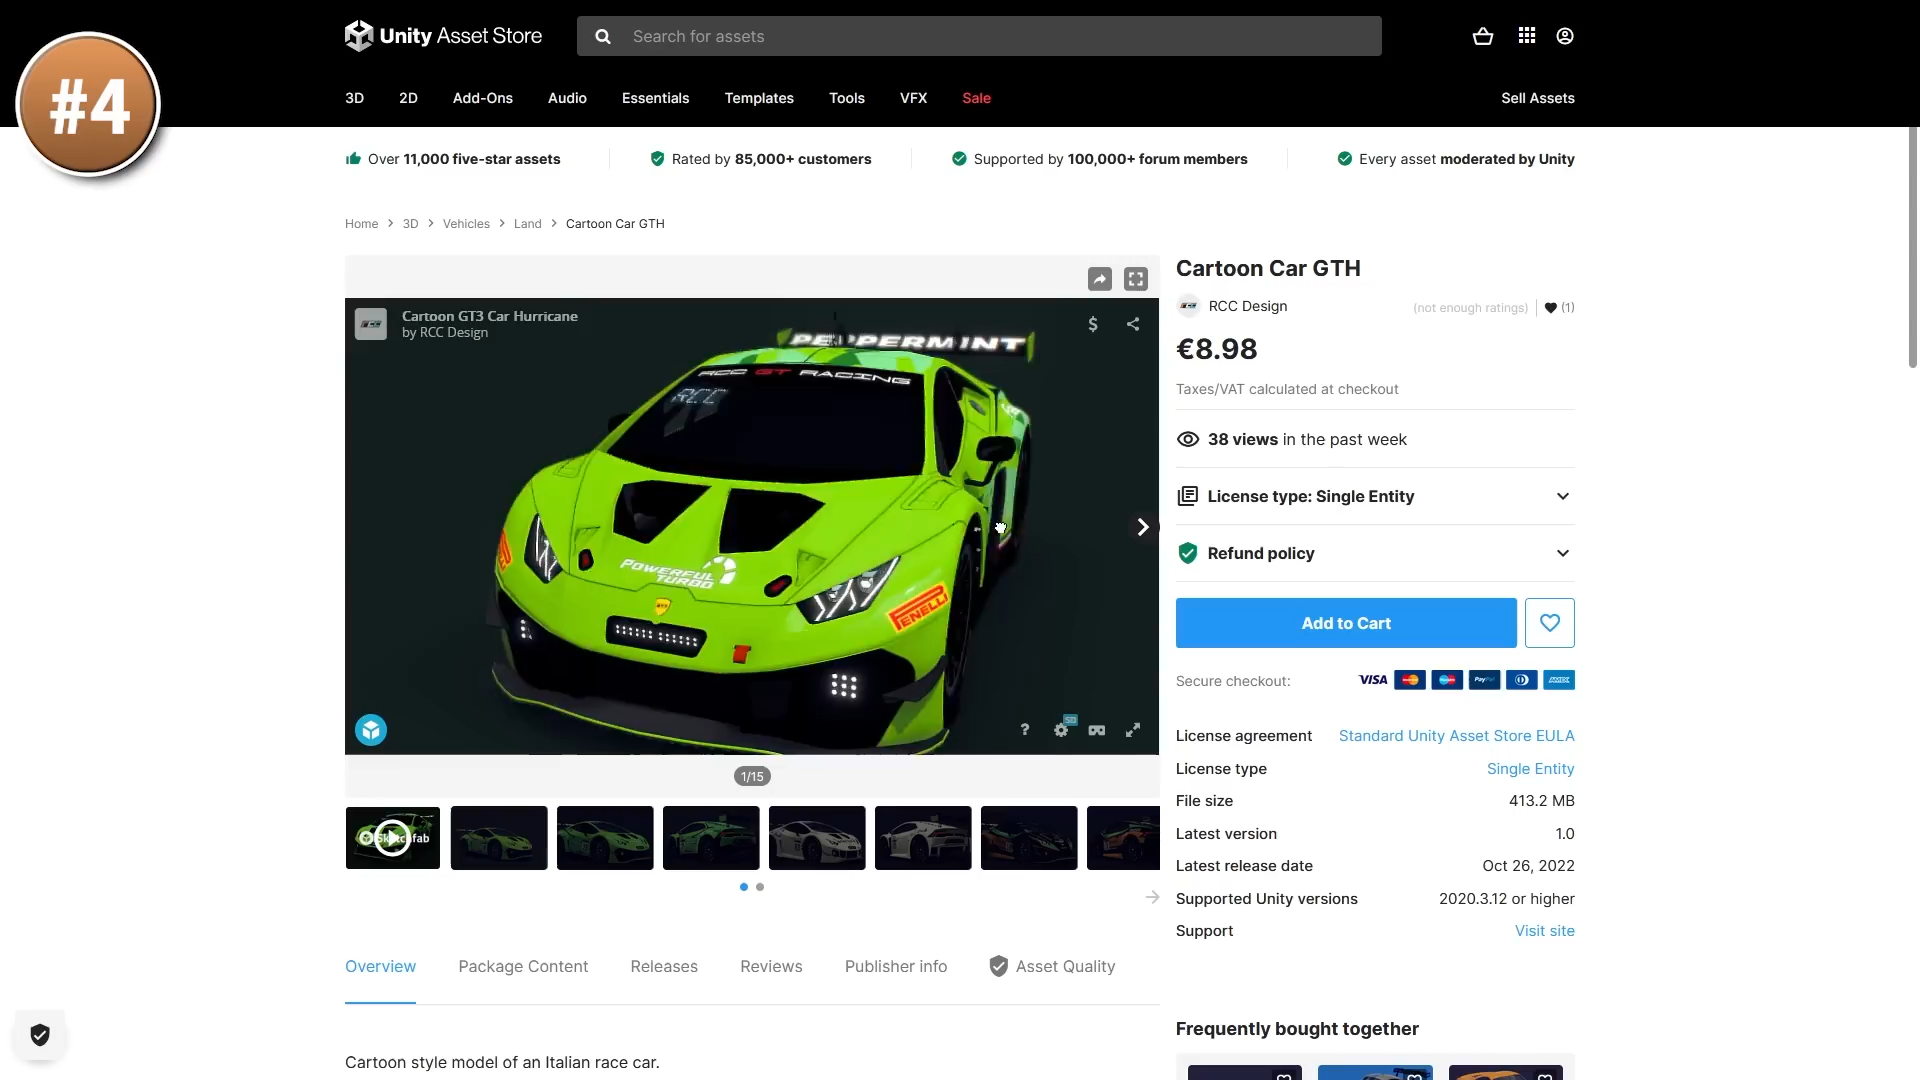 #4
Unity Asset Store
Search for assets
3D 2D Add-Ons Audio Essentials Templates Tools VFX Sale Sell Assets
Over 11,000 five-star assets Rated by 85,000+ customers Supported by 100,000+ forum members Every asset moderated by Unity
Home > 3D > Vehicles > Land > Cartoon Car GTH
Cartoon GT3 Car Hurricane
by RCC Design
$
PEPPERMINT
RCC GT RACING
RCC
POWERFUL
TURBO
PENELLI
?
SD
1/15
Sketchfab
Cartoon Car GTH
RCC Design (not enough ratings) (1)
€8.98
Taxes/VAT calculated at checkout
38 views in the past week
License type: Single Entity
Refund policy
Add to Cart
Secure checkout: VISA PayPal AMEX
License agreement Standard Unity Asset Store EULA
License type Single Entity
File size 413.2 MB
Latest version 1.0
Latest release date Oct 26, 2022
Supported Unity versions 2020.3.12 or higher
Support Visit site
Overview Package Content Releases Reviews Publisher info Asset Quality
Cartoon style model of an Italian race car.
Frequently bought together